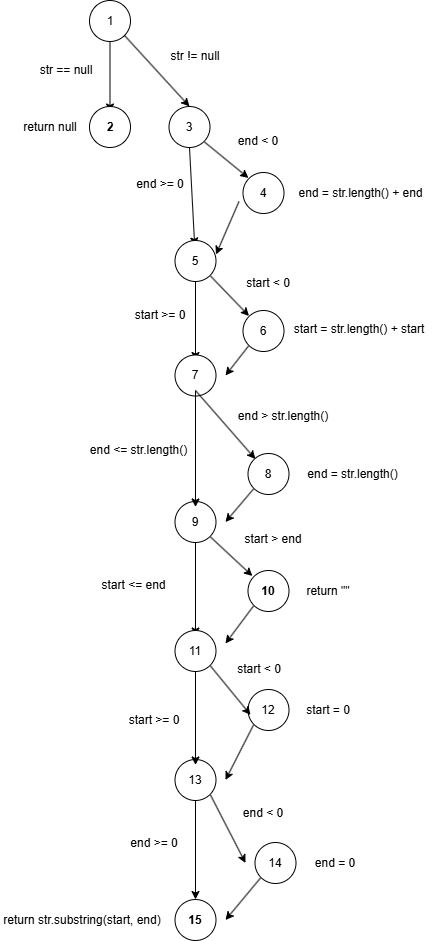 1
str != null
str == null
return null
2
3
end < 0
end >= 0
4
end = str.length() + end
5
start < 0
start >= 0
6
start = str.length() + start
7
end > str.length()
end <= str.length()
8
end = str.length()
9
start > end
start <= end
10
return ""
11
start < 0
start >= 0
12
start = 0
13
end < 0
end >= 0
14
end = 0
return str.substring(start, end)
15